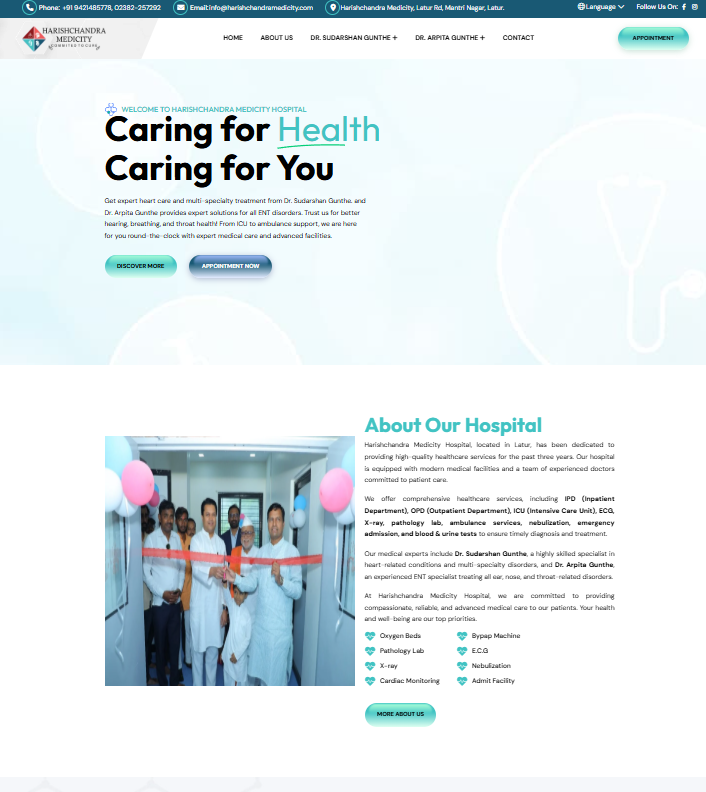 Phone: +91 9421485778, 02382-257292
Email:info@harishchandramedicity.com
Harishchandra Medicity, Latur Rd, Mantri Nagar, Latur.
Language
Follow Us On:
HARISHCHANDRA
MEDICITY
COMMITED TO CURE
HOME
ABOUT US
DR. SUDARSHAN GUNTHE +
DR. ARPITA GUNTHE +
CONTACT
APPOINTMENT
WELCOME TO HARISHCHANDRA MEDICITY HOSPITAL
Caring for Health
Caring for You
Get expert heart care and multi-specialty treatment from Dr. Sudarshan Gunthe, and
Dr. Arpita Gunthe provides expert solutions for all ENT disorders. Trust us for better
hearing, breathing, and throat health! From ICU to ambulance support, we are here
for you round-the-clock with expert medical care and advanced facilities.
DISCOVER MORE
APPOINTMENT NOW
About Our Hospital
Harishchandra Medicity Hospital, located in Latur, has been dedicated to
providing high-quality healthcare services for the past three years. Our hospital
is equipped with modern medical facilities and a team of experienced doctors
committed to patient care.
We offer comprehensive healthcare services, including IPD (Inpatient
Department), OPD (Outpatient Department), ICU (Intensive Care Unit), ECG,
X-ray, pathology lab, ambulance services, nebulization, emergency
admission, and blood & urine tests to ensure timely diagnosis and treatment.
Our medical experts include Dr. Sudarshan Gunthe, a highly skilled specialist in
heart-related conditions and multi-specialty disorders, and Dr. Arpita Gunthe,
an experienced ENT specialist treating all ear, nose, and throat-related disorders.
At Harishchandra Medicity Hospital, we are committed to providing
compassionate, reliable, and advanced medical care to our patients. Your health
and well-being are our top priorities.
Oxygen Beds
Bypap Machine
Pathology Lab
E.C.G
X-ray
Nebulization
Cardiac Monitoring
Admit Facility
MORE ABOUT US